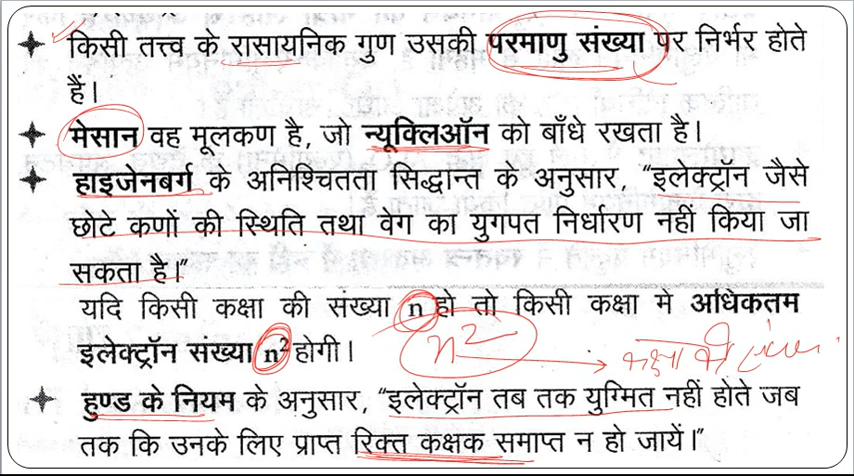 किसी तत्त्व के रासायनिक गुण उसकी परमाणु संख्या पर निर्भर होते
हैं।
मेसान वह मूलकण है, जो न्यूक्लिऑन को बाँधे रखता है।
हाइजेनबर्ग के अनिश्चितता सिद्धान्त के अनुसार, “इलेक्ट्रॉन जैसे
छोटे कणों की स्थिति तथा वेग का युगपत निर्धारण नहीं किया जा
सकता है।”
यदि किसी कक्षा की संख्या n हो तो किसी कक्षा मे अधिकतम
इलेक्ट्रॉन संख्या n² होगी।
n² → कक्षा की
हुण्ड के नियम के अनुसार, “इलेक्ट्रॉन तब तक युग्मित नहीं होते जब
तक कि उनके लिए प्राप्त रिक्त कक्षक समाप्त न हो जायें।”